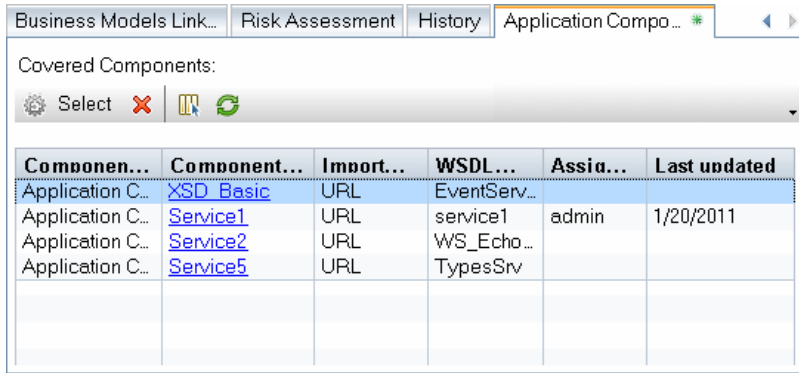 Business Models Link... Risk Assessment History Application Compo... *
Covered Components:
Select
Componen... Component... Import... WSDL... Assig... Last updated
Application C... XSD_Basic URL EventServ...
Application C... Service1 URL service1 admin 1/20/2011
Application C... Service2 URL WS_Echo...
Application C... Service5 URL TypesSrv